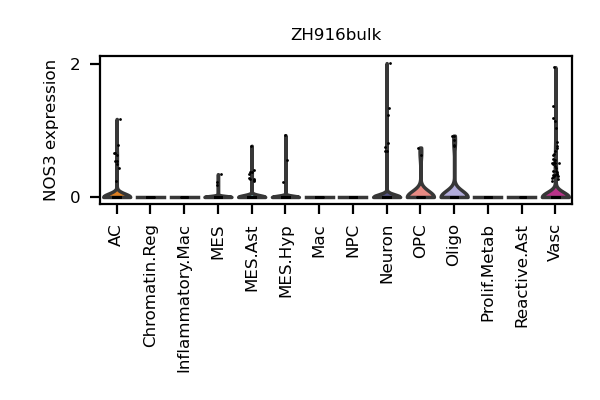 ZH916bulk
NOS3 expression
2
0
AC
Chromatin.Reg
Inflammatory.Mac
MES
MES.Ast
MES.Hyp
Mac
NPC
Neuron
OPC
Oligo
Prolif.Metab
Reactive.Ast
Vasc